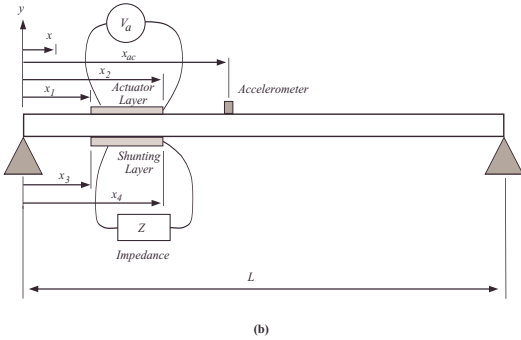 y
V_a
x
x_ac
x_2
x_1
Actuator
Layer
Accelerometer
Shunting
Layer
x_3
x_4
Z
Impedance
L
(b)